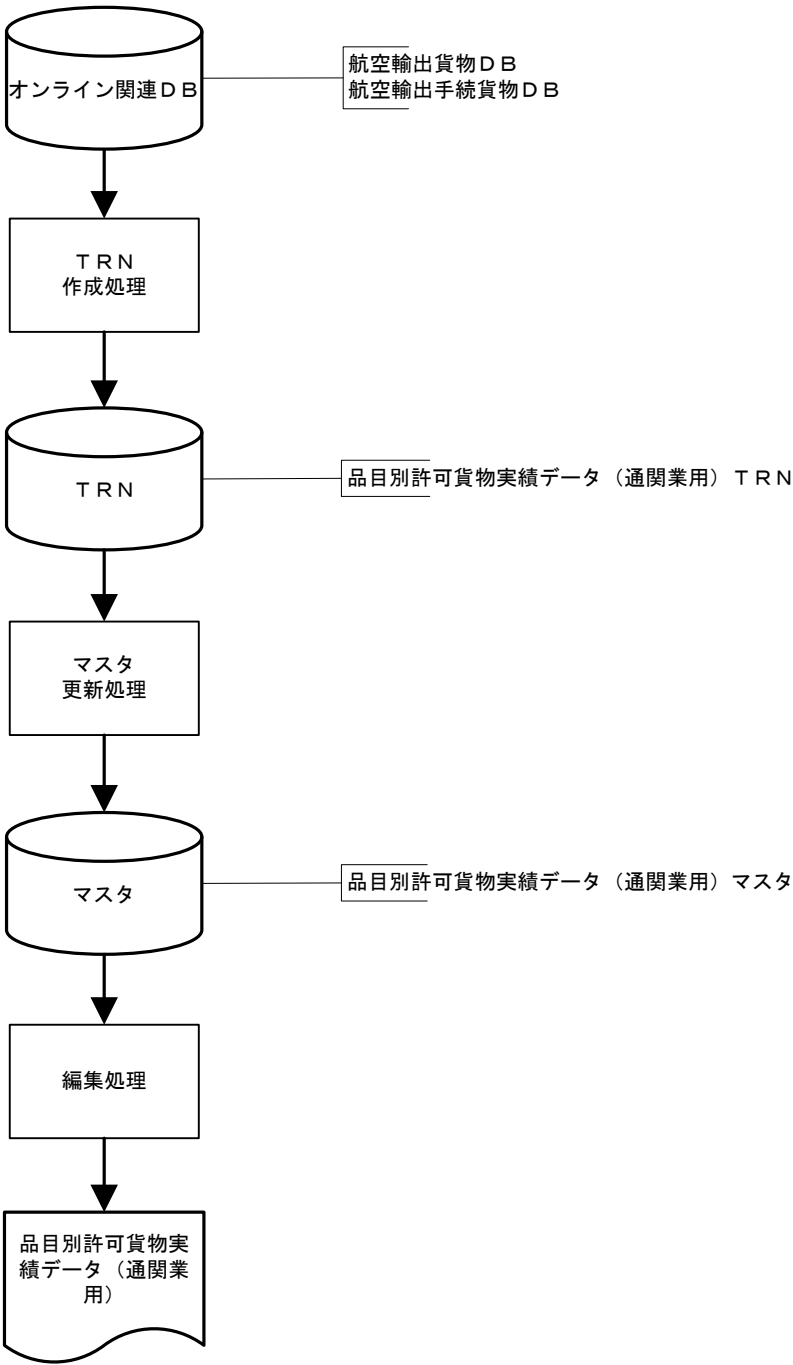 オンライン関連ＤＢ
航空輸出貨物ＤＢ
航空輸出手続貨物ＤＢ
ＴＲＮ
作成処理
ＴＲＮ
品目別許可貨物実績データ（通関業用）ＴＲＮ
マスタ
更新処理
マスタ
品目別許可貨物実績データ（通関業用）マスタ
編集処理
品目別許可貨物実
績データ（通関業
用）